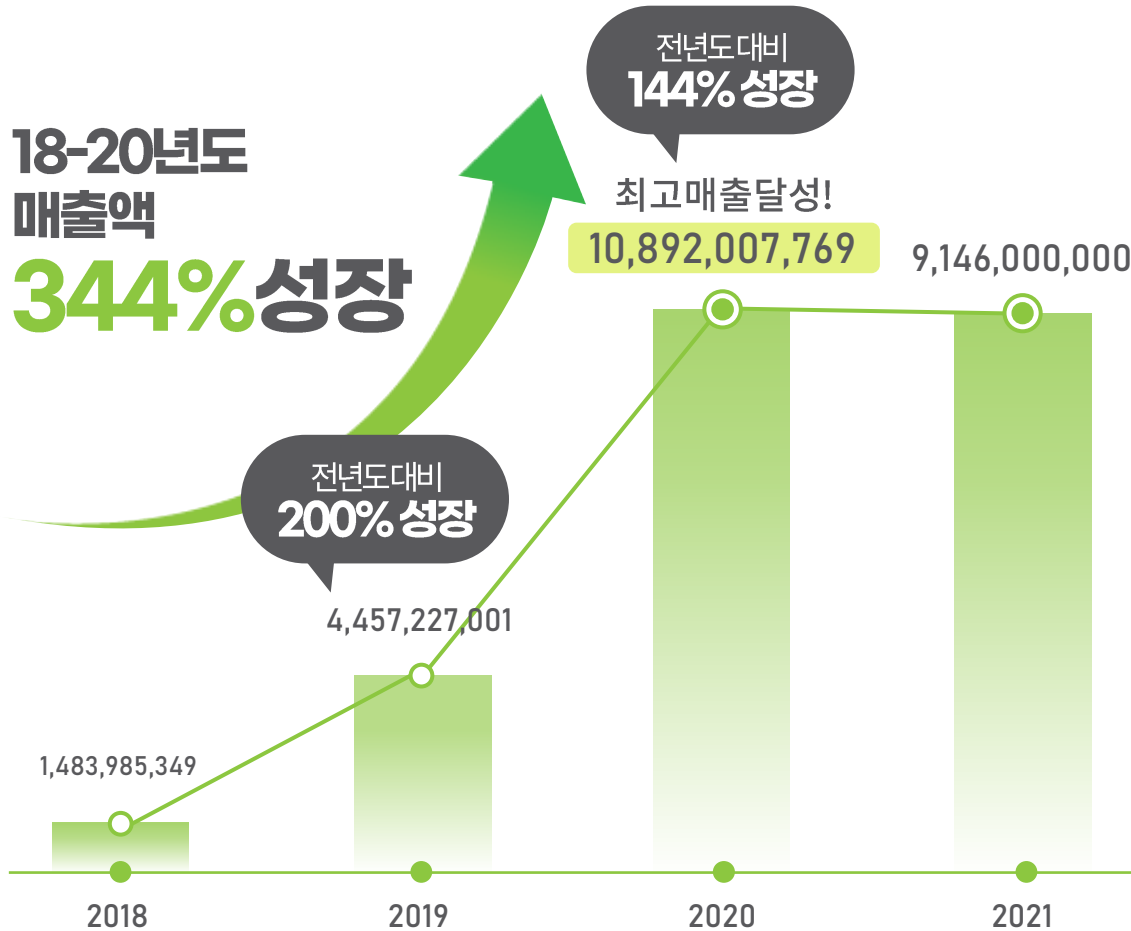 18-20년도
매출액
344%성장
전년도 대비
144% 성장
최고매출달성!
10,892,007,769
9,146,000,000
전년도 대비
200% 성장
4,457,227,001
1,483,985,349
2018
2019
2020
2021